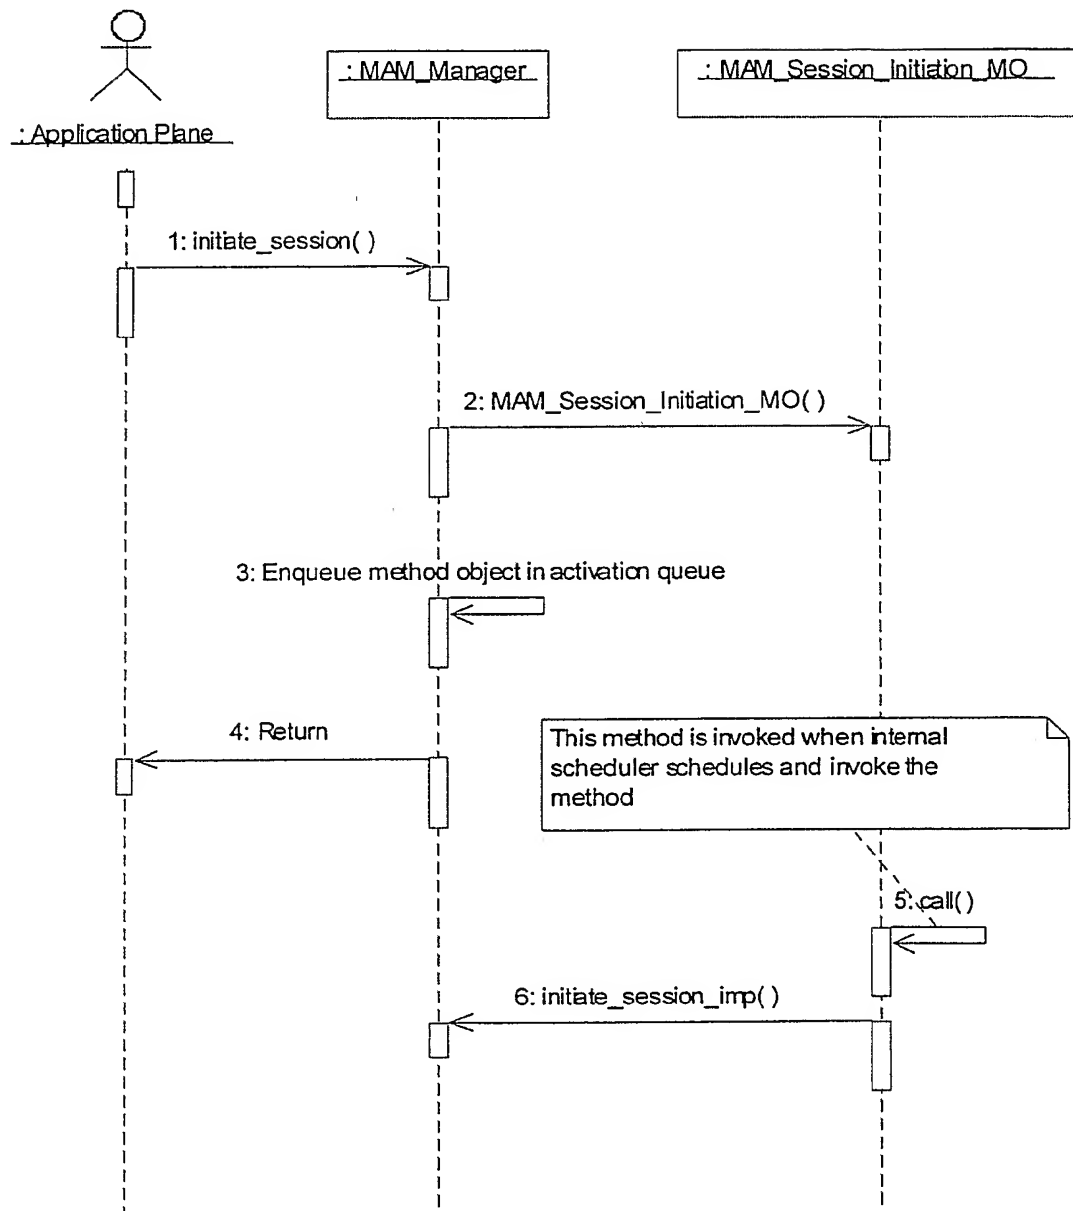 : MAM_Manager
: MAM_Session_Initiation_MO
: Application Plane
1: initiate_session( )
2: MAM_Session_Initiation_MO( )
3: Enqueue method object in activation queue
4: Return
This method is invoked when internal
scheduler schedules and invoke the
method
5: call( )
6: initiate_session_imp( )